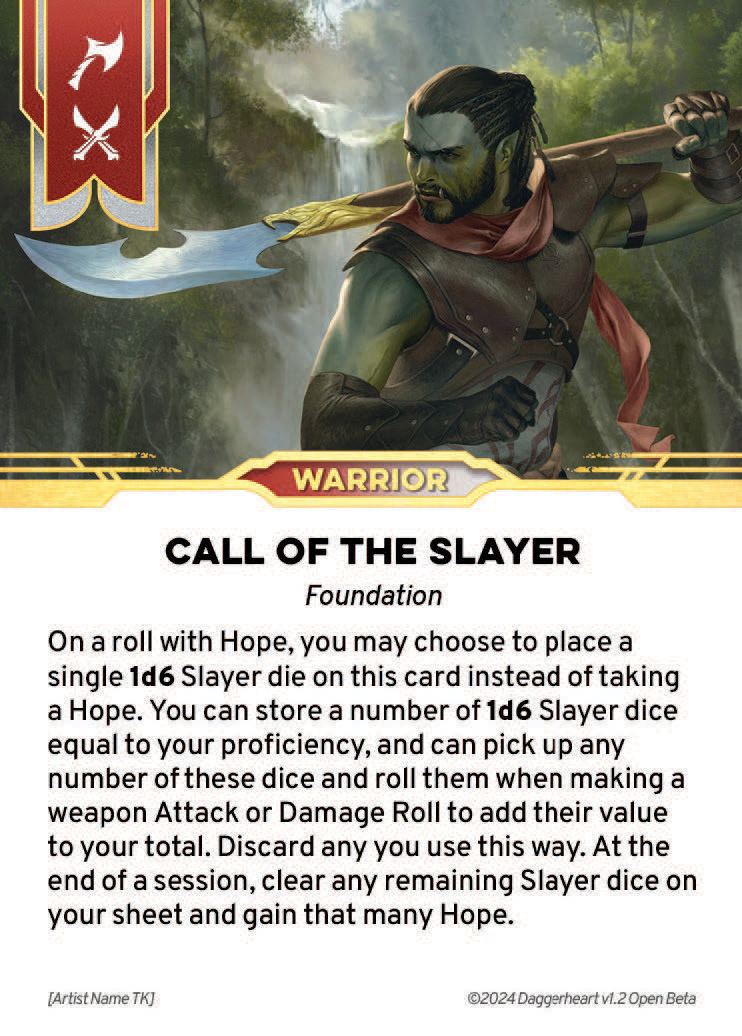 WARRIOR
CALL OF THE SLAYER
Foundation
On a roll with Hope, you may choose to place a
single 1d6 Slayer die on this card instead of taking
a Hope. You can store a number of 1d6 Slayer dice
equal to your proficiency, and can pick up any
number of these dice and roll them when making a
weapon Attack or Damage Roll to add their value
to your total. Discard any you use this way. At the
end of a session, clear any remaining Slayer dice on
your sheet and gain that many Hope.
[Artist Name TK]
©2024 Daggerheart v1.2 Open Beta